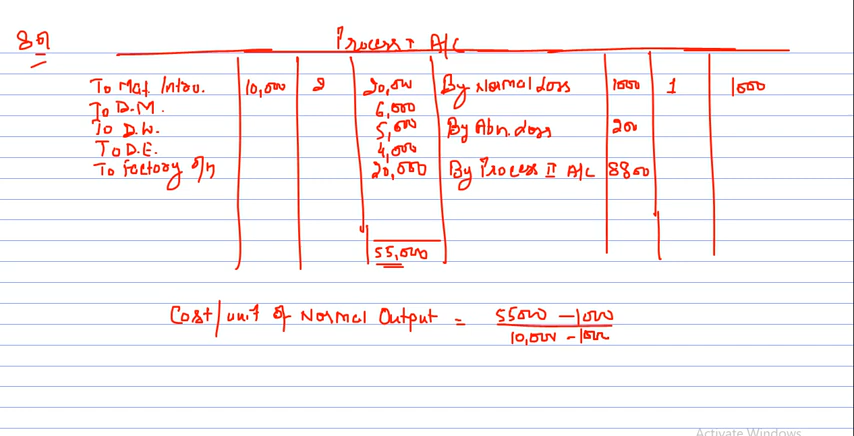 Sol
Process I A/C
To Mat. Intro. 10,000 2 20,000 By Normal Loss 1000 1 1000
To D.M. 6,000
To D.W. 5,000 By Abn. Loss 200
To D.E. 4,000
To Factory o/h 20,000 By Process II A/C 8800
55,000
Cost/unit of Normal Output = 55000 - 1000
10,000 - 1000
Activate Windows